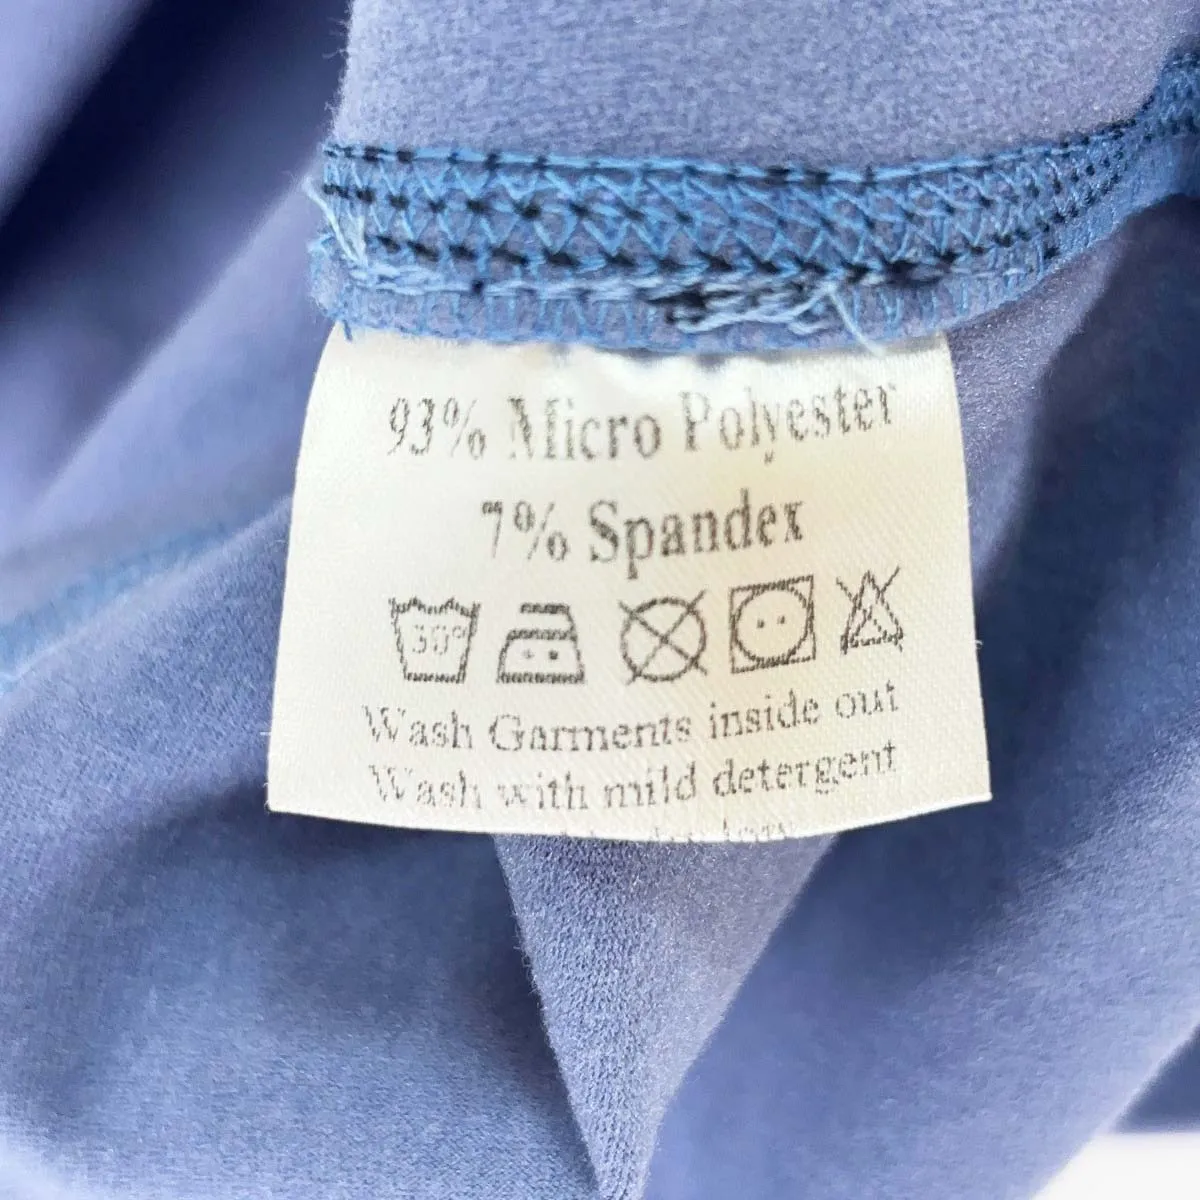 93% Micro Polyester
7% Spandex
30°
Wash Garments inside out
Wash with mild detergent